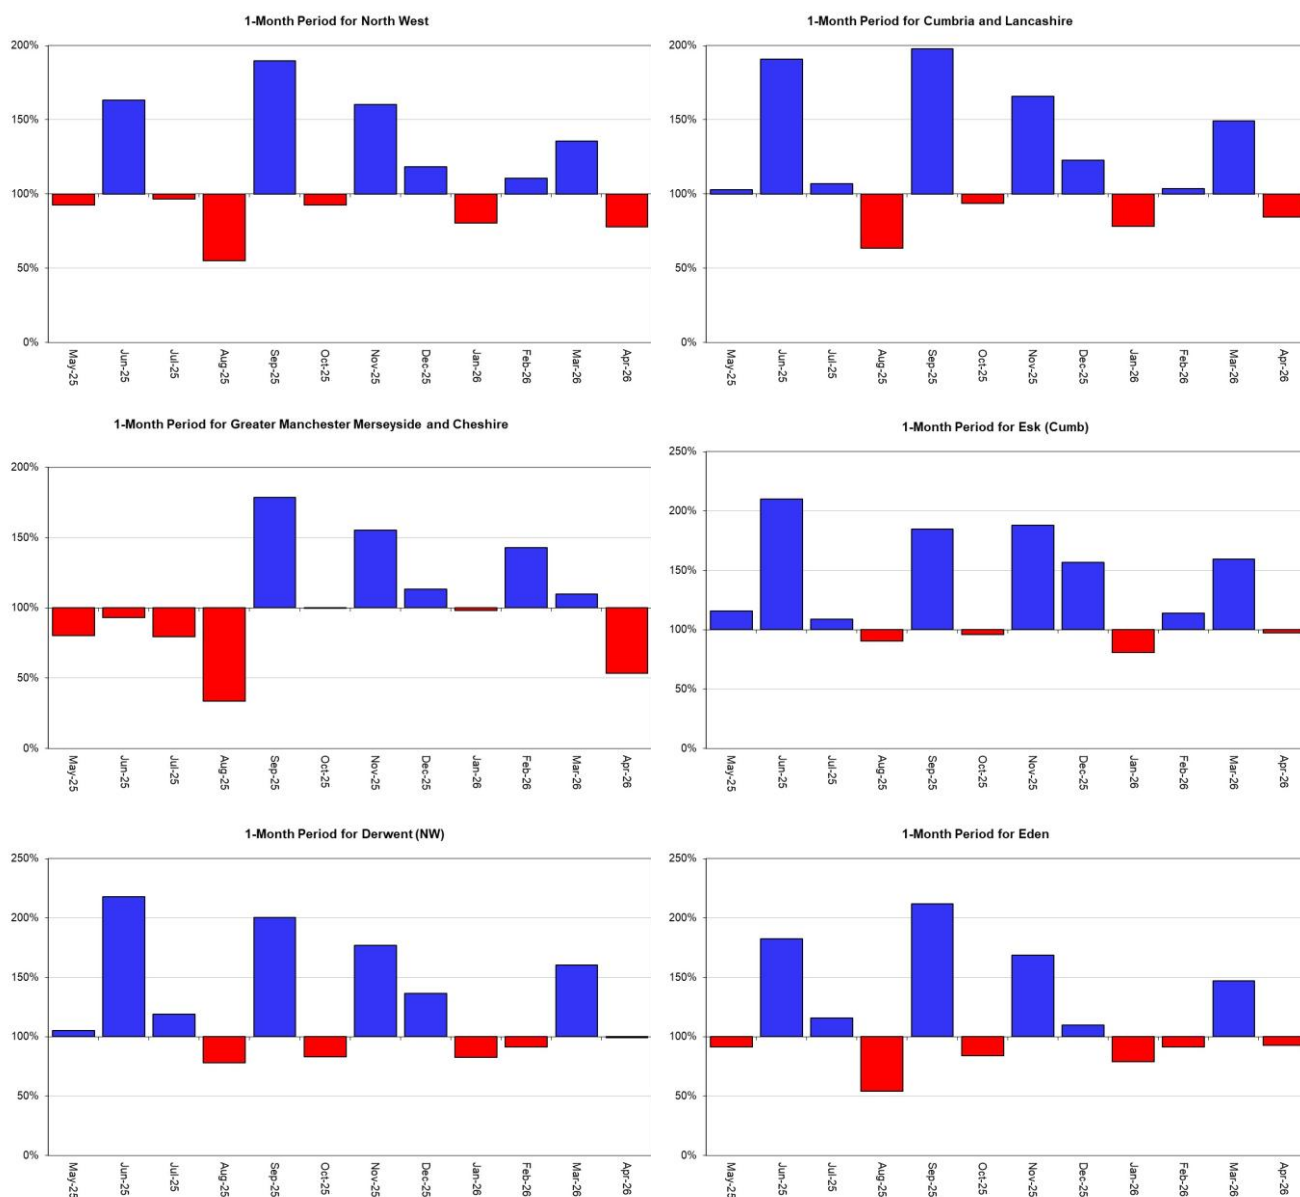 1-Month Period for North West
200%
150%
100%
50%
0%
May-25
Jun-25
Jul-25
Aug-25
Sep-25
Oct-25
Nov-25
Dec-25
Jan-26
Feb-26
Mar-26
Apr-26
1-Month Period for Cumbria and Lancashire
200%
150%
100%
50%
0%
May-25
Jun-25
Jul-25
Aug-25
Sep-25
Oct-25
Nov-25
Dec-25
Jan-26
Feb-26
Mar-26
Apr-26
1-Month Period for Greater Manchester Merseyside and Cheshire
200%
150%
100%
50%
0%
May-25
Jun-25
Jul-25
Aug-25
Sep-25
Oct-25
Nov-25
Dec-25
Jan-26
Feb-26
Mar-26
Apr-26
1-Month Period for Esk (Cumb)
250%
200%
150%
100%
50%
0%
May-25
Jun-25
Jul-25
Aug-25
Sep-25
Oct-25
Nov-25
Dec-25
Jan-26
Feb-26
Mar-26
Apr-26
1-Month Period for Derwent (NW)
250%
200%
150%
100%
50%
0%
May-25
Jun-25
Jul-25
Aug-25
Sep-25
Oct-25
Nov-25
Dec-25
Jan-26
Feb-26
Mar-26
Apr-26
1-Month Period for Eden
250%
200%
150%
100%
50%
0%
May-25
Jun-25
Jul-25
Aug-25
Sep-25
Oct-25
Nov-25
Dec-25
Jan-26
Feb-26
Mar-26
Apr-26